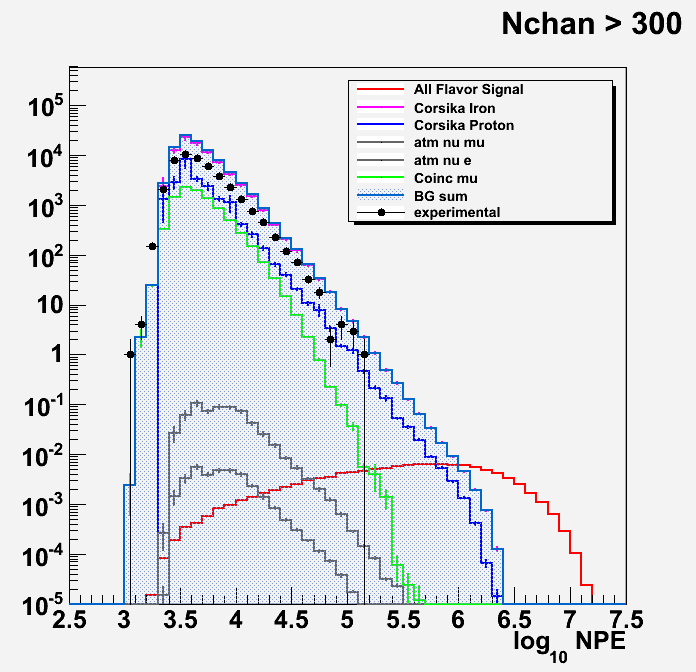 Nchan > 300
All Flavor Signal
Corsika Iron
Corsika Proton
atm nu mu
atm nu e
Coinc mu
BG sum
experimental
10^5
10^4
10^3
10^2
10
1
10^-1
10^-2
10^-3
10^-4
10^-5
2.5 3 3.5 4 4.5 5 5.5 6 6.5 7 7.5
log_10 NPE